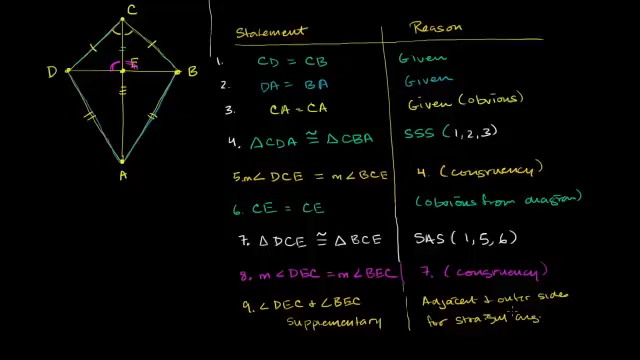 C
D
E
B
A
Statement Reason
1. CD = CB Given
2. DA = BA Given
3. CA = CA Given (obvious)
4. △CDA ≅ △CBA SSS (1,2,3)
5. m∠DCE = m∠BCE 4. (congruency)
6. CE = CE (obvious from diagram)
7. △DCE ≅ △BCE SAS (1,5,6)
8. m∠DEC = m∠BEC 7. (congruency)
9. ∠DEC + ∠BEC Adjacent + outer sides
supplementary for ang.